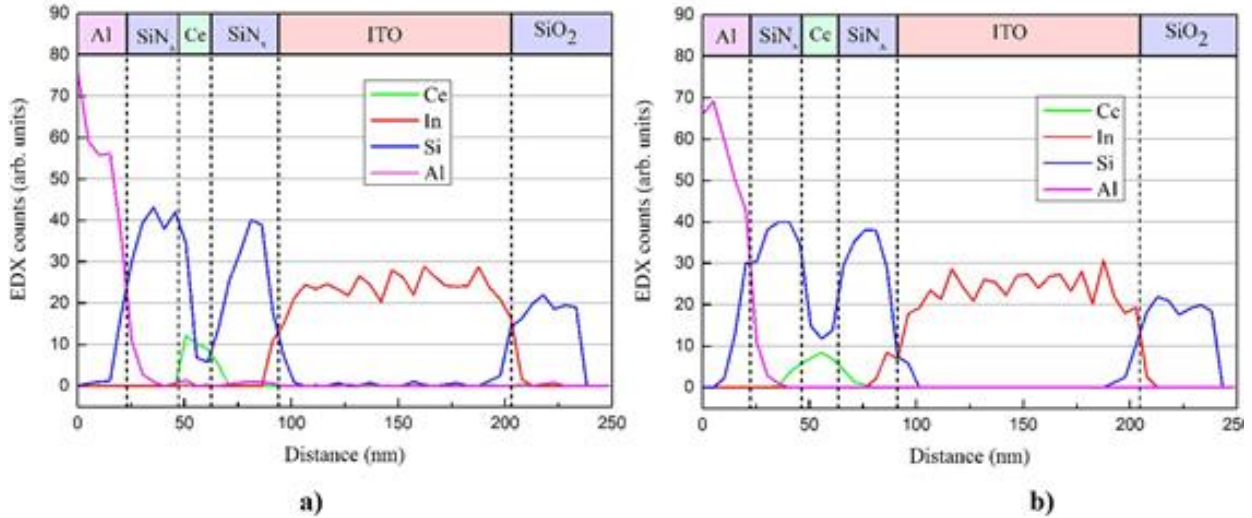 Al SiNx Ce SiNx ITO SiO2
90
80
70
60
50
40
30
20
10
0
EDX counts (arb. units)
Ce
In
Si
Al
0 50 100 150 200 250
Distance (nm)
a)
Al SiNx Ce SiNx ITO SiO2
90
80
70
60
50
40
30
20
10
0
EDX counts (arb. units)
Ce
In
Si
Al
0 50 100 150 200 250
Distance (nm)
b)